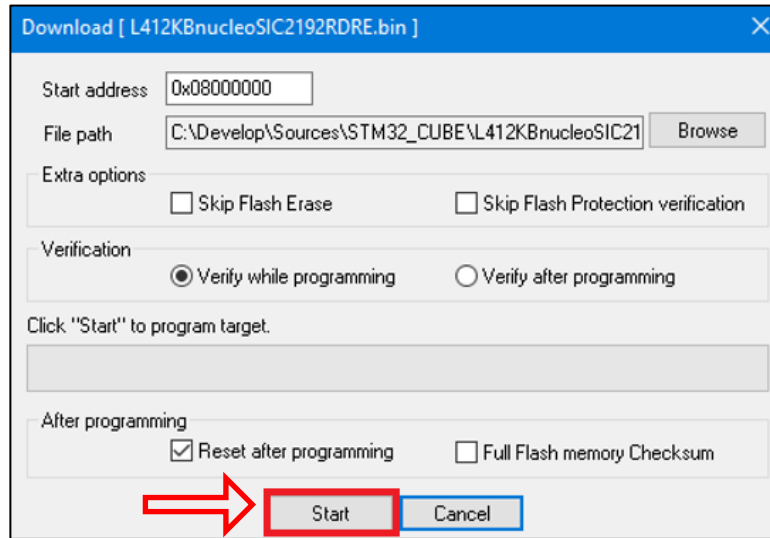 Download [ L412KBnucleoSIC2192RDRE.bin ]
Start address 0x08000000
File path C:\Develop\Sources\STM32_CUBE\L412KBnucleoSIC21 Browse
Extra options
Skip Flash Erase Skip Flash Protection verification
Verification
Verify while programming Verify after programming
Click "Start" to program target.
After programming
Reset after programming Full Flash memory Checksum
Start Cancel